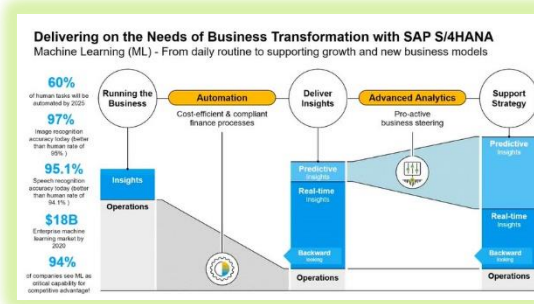 Delivering on the Needs of Business Transformation with SAP S/4HANA
Machine Learning (ML) - From daily routine to supporting growth and new business models
60%
of human tasks will be
automated by 2025
97%
Image recognition
accuracy today (better
than human rate of
95% )
95.1%
Speech recognition
accuracy today (better
than human rate of
94.1% )
$18B
Enterprise machine
learning market by
2020
94%
of companies see ML as
critical capability for
competitive advantage!
Running the
Business
Automation
Cost-efficient & compliant
finance processes
Deliver
Insights
Advanced Analytics
Pro-active
business steering
Support
Strategy
Insights
Operations
Predictive
Insights
Real-time
Insights
Backward
looking
Operations
Predictive
Insights
Real-time
Insights
Backward
looking
Operations